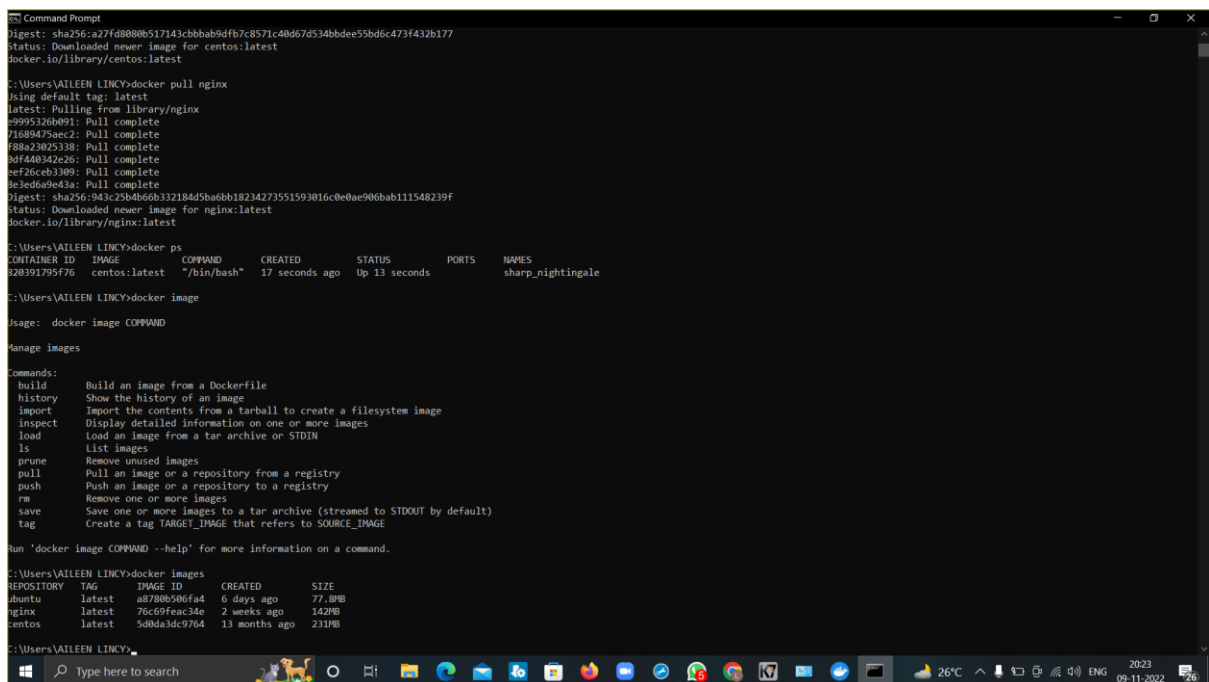 Command Prompt
Digest: sha256:a27fd8080b517143cbbbab9dfb7c8571c40d67d534bbdee55bd6c473f432b177
Status: Downloaded newer image for centos:latest
docker.io/library/centos:latest
C:\Users\AILEEN LINCY>docker pull nginx
Using default tag: latest
latest: Pulling from library/nginx
e9995326b091: Pull complete
71689475aec2: Pull complete
f88a23025338: Pull complete
0df440342e26: Pull complete
eef26ceb3309: Pull complete
8e3ed6a9e43a: Pull complete
Digest: sha256:943c25b4b66b332184d5ba6bb18234273551593016c0e0ae906bab111548239f
Status: Downloaded newer image for nginx:latest
docker.io/library/nginx:latest
C:\Users\AILEEN LINCY>docker ps
CONTAINER ID IMAGE COMMAND CREATED STATUS PORTS NAMES
820391795f76 centos:latest "/bin/bash" 17 seconds ago Up 13 seconds sharp_nightingale
C:\Users\AILEEN LINCY>docker image
Usage: docker image COMMAND
Manage images
Commands:
build Build an image from a Dockerfile
history Show the history of an image
import Import the contents from a tarball to create a filesystem image
inspect Display detailed information on one or more images
load Load an image from a tar archive or STDIN
ls List images
prune Remove unused images
pull Pull an image or a repository from a registry
push Push an image or a repository to a registry
rm Remove one or more images
save Save one or more images to a tar archive (streamed to STDOUT by default)
tag Create a tag TARGET_IMAGE that refers to SOURCE_IMAGE
Run 'docker image COMMAND --help' for more information on a command.
C:\Users\AILEEN LINCY>docker images
REPOSITORY TAG IMAGE ID CREATED SIZE
ubuntu latest a8780b506fa4 6 days ago 77.8MB
nginx latest 76c69feac34e 2 weeks ago 142MB
centos latest 5d0da3dc9764 13 months ago 231MB
C:\Users\AILEEN LINCY>
Type here to search
26°C
ENG
20:23
09-11-2022
26